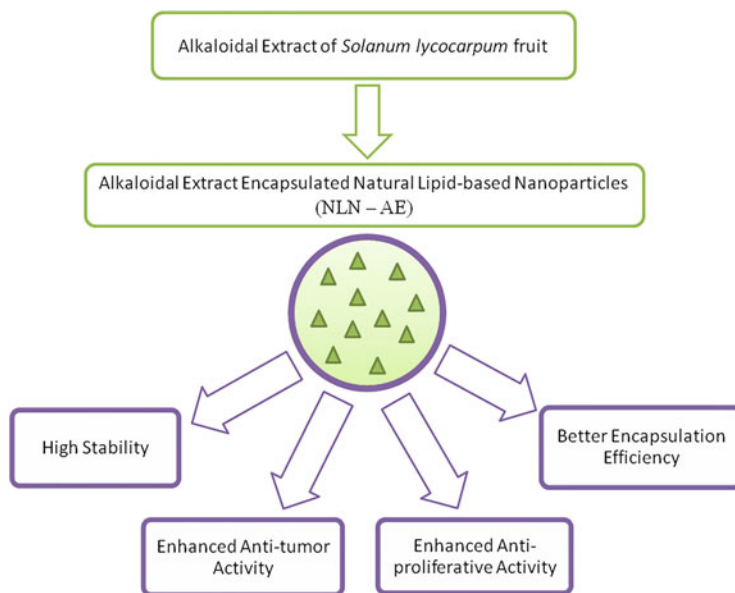 Alkaloidal Extract of Solanum lycocarpum fruit
Alkaloidal Extract Encapsulated Natural Lipid-based Nanoparticles
(NLN – AE)
High Stability
Better Encapsulation
Efficiency
Enhanced Anti-tumor
Activity
Enhanced Anti-
proliferative Activity